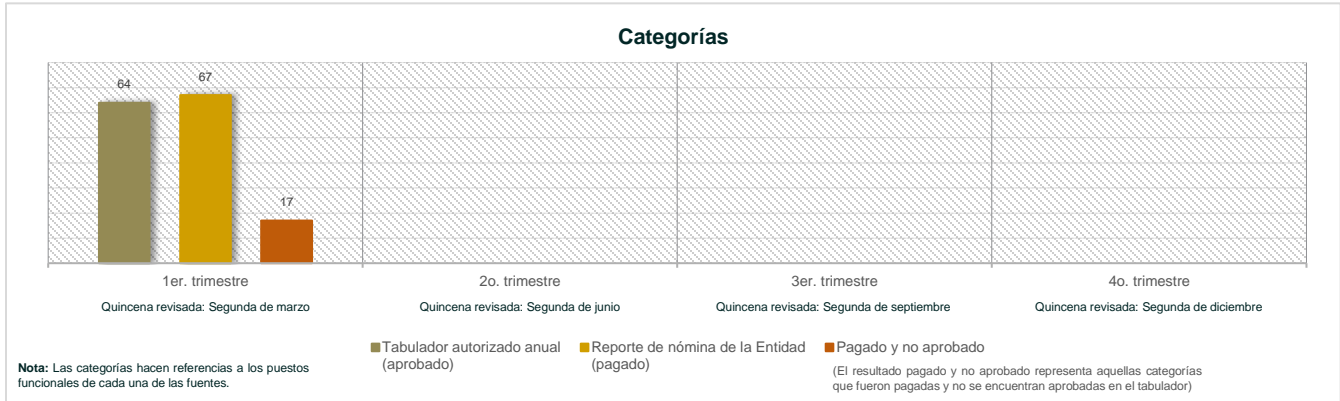 Categorías
64
67
17
1er. trimestre
2o. trimestre
3er. trimestre
4o. trimestre
Quincena revisada: Segunda de marzo
Quincena revisada: Segunda de junio
Quincena revisada: Segunda de septiembre
Quincena revisada: Segunda de diciembre
Tabulador autorizado anual
(aprobado)
Reporte de nómina de la Entidad
(pagado)
Pagado y no aprobado
(El resultado pagado y no aprobado representa aquellas categorías
que fueron pagadas y no se encuentran aprobadas en el tabulador)
Nota: Las categorías hacen referencias a los puestos
funcionales de cada una de las fuentes.